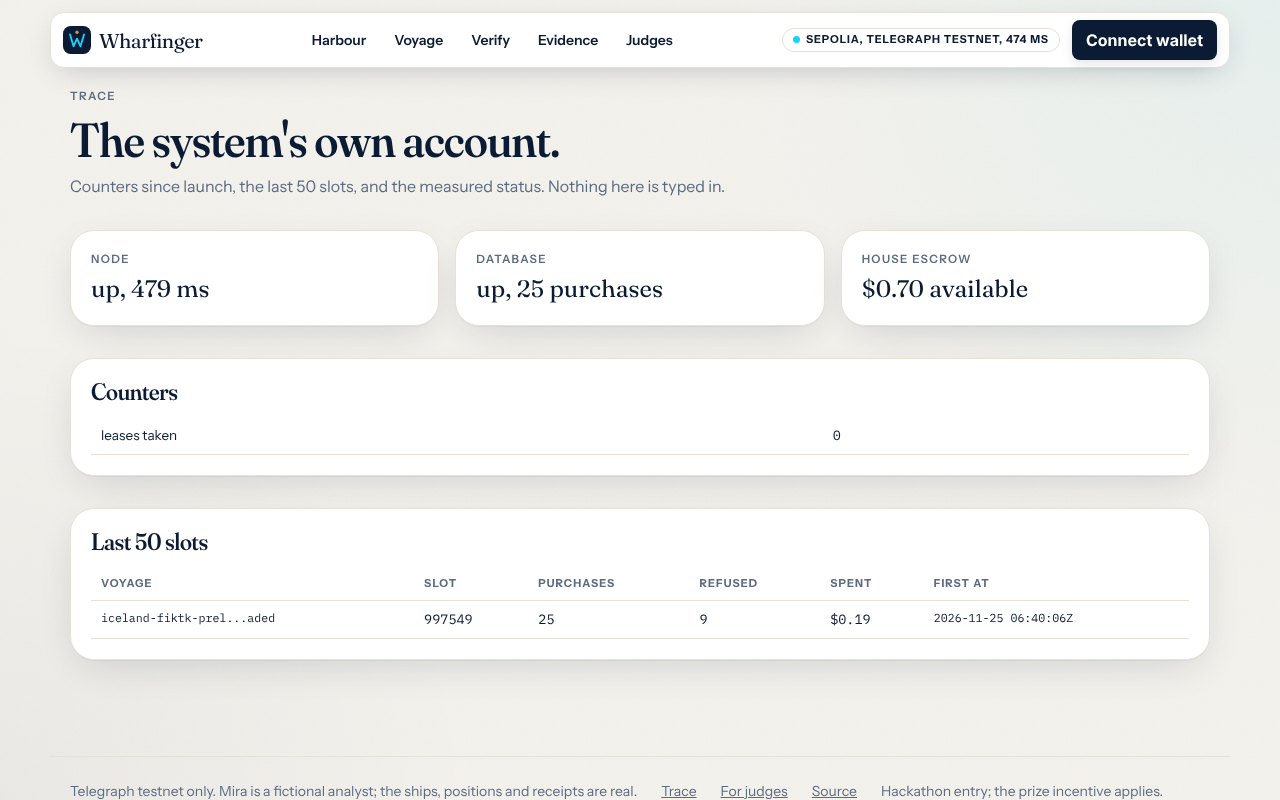 Wharfinger
Harbour Voyage Verify Evidence Judges
SEPOLIA, TELEGRAPH TESTNET, 474 MS
Connect wallet
TRACE
The system's own account.
Counters since launch, the last 50 slots, and the measured status. Nothing here is typed in.
NODE
up, 479 ms
DATABASE
up, 25 purchases
HOUSE ESCROW
$0.70 available
Counters
leases taken 0
Last 50 slots
VOYAGE SLOT PURCHASES REFUSED SPENT FIRST AT
iceland-fiktk-prel...aded 997549 25 9 $0.19 2026-11-25 06:40:06Z
Telegraph testnet only. Mira is a fictional analyst; the ships, positions and receipts are real. Trace For judges Source Hackathon entry; the prize incentive applies.